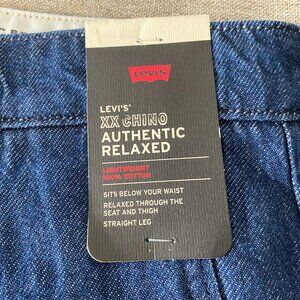 Levi's
LEVI'S®
XX CHINO
AUTHENTIC
RELAXED
LIGHTWEIGHT
100% COTTON
SITS BELOW YOUR WAIST
RELAXED THROUGH THE
SEAT AND THIGH
STRAIGHT LEG